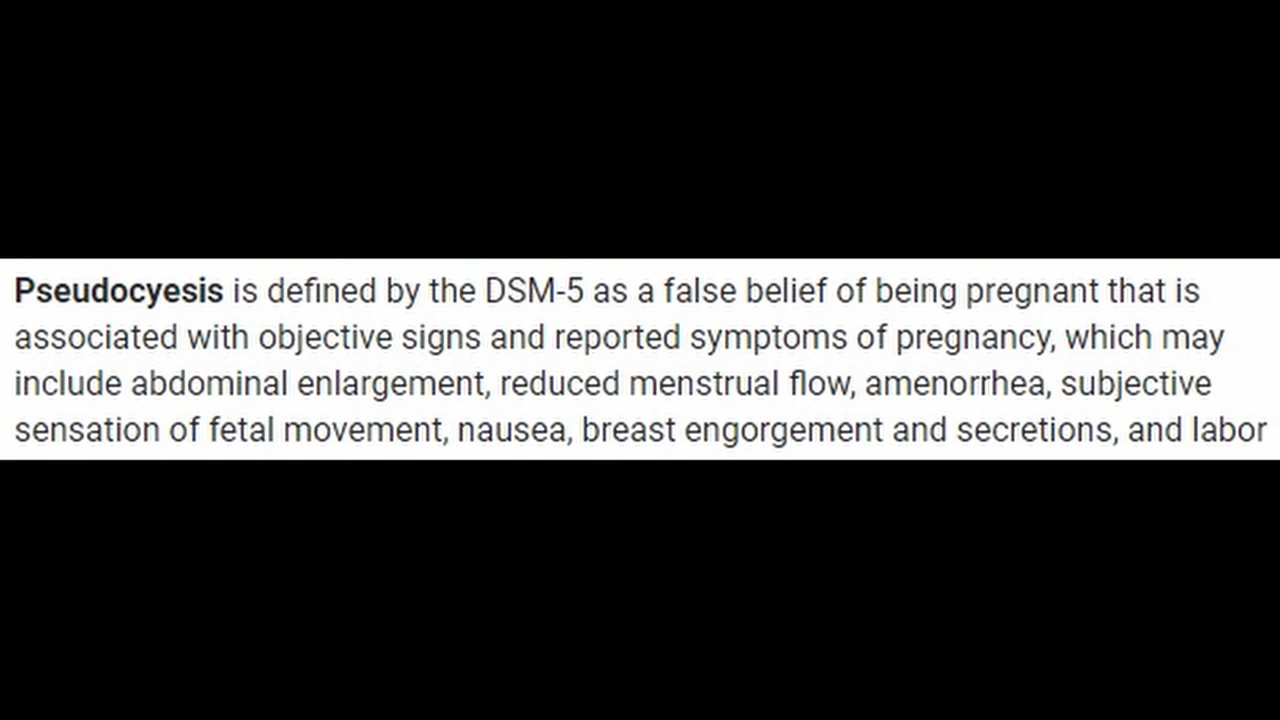 Pseudocyesis is defined by the DSM-5 as a false belief of being pregnant that is
associated with objective signs and reported symptoms of pregnancy, which may
include abdominal enlargement, reduced menstrual flow, amenorrhea, subjective
sensation of fetal movement, nausea, breast engorgement and secretions, and labor